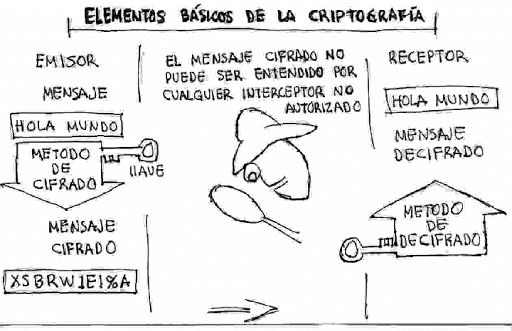 ELEMENTOS BÁSICOS DE LA CRIPTOGRAFÍA
EMISOR
MENSAJE
HOLA MUNDO
METODO
DE
CIFRADO
LLAVE
MENSAJE
CIFRADO
XSBRW1E1%A
EL MENSAJE CIFRADO NO
PUEDE SER ENTENDIDO POR
CUALQUIER INTERCEPTOR NO
AUTORIZADO
RECEPTOR
HOLA MUNDO
MENSAJE
DECIFRADO
METODO
DE
DECIFRADO